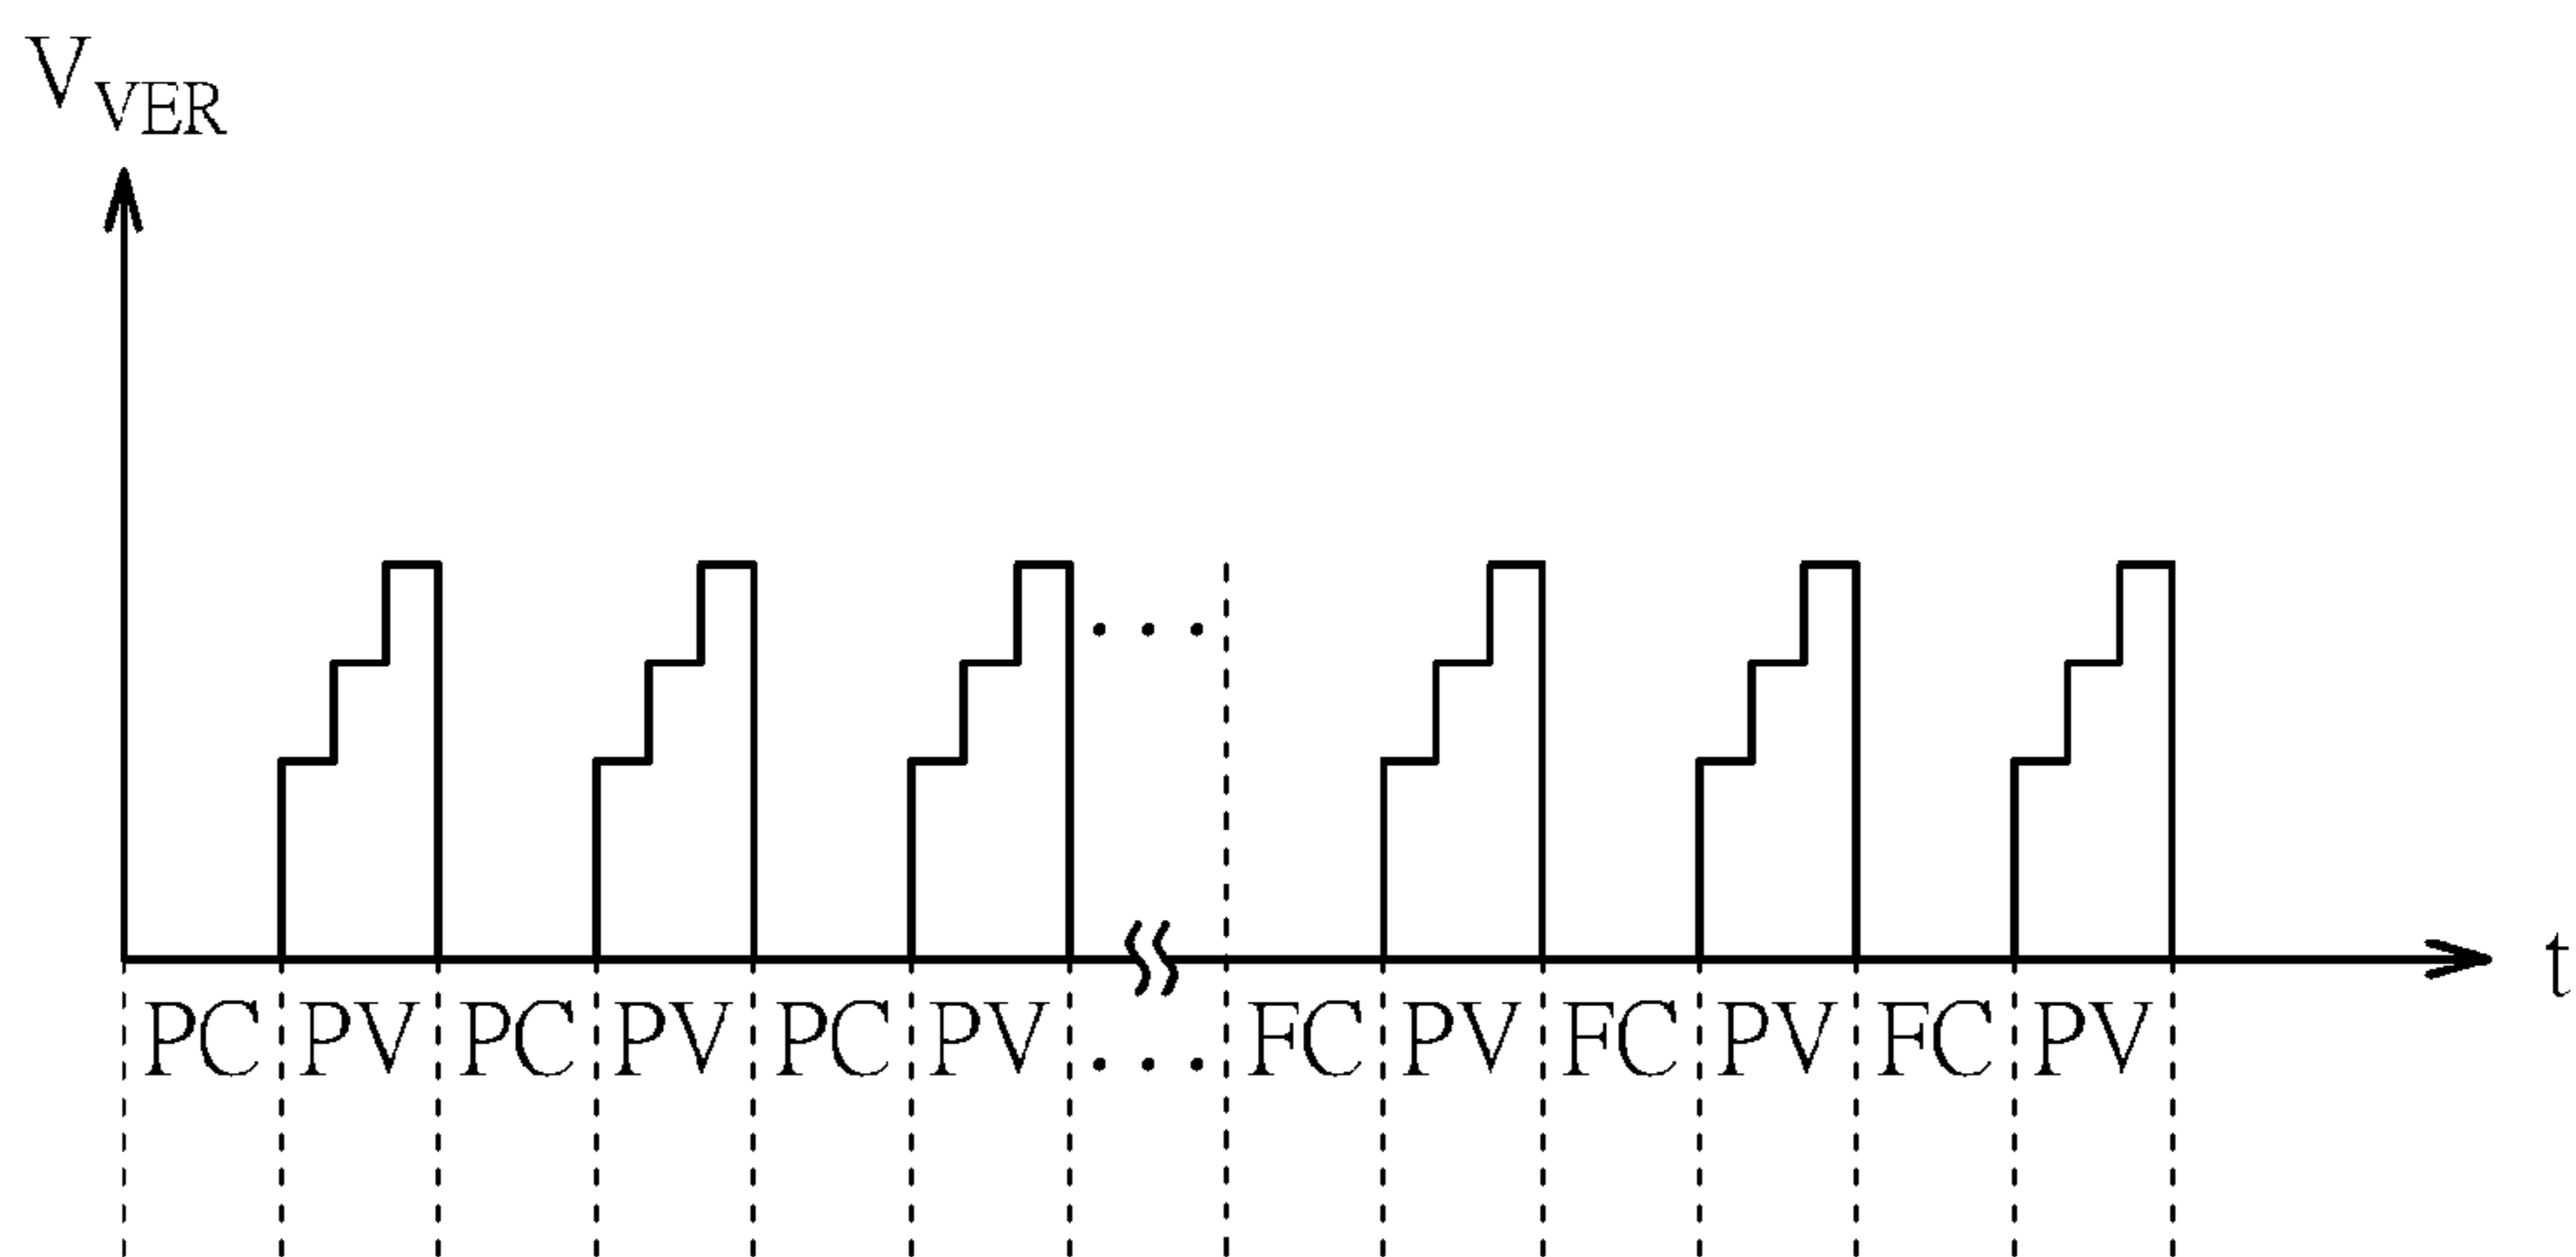 V_VER
. . .
t
PC PV PC PV PC PV . . . FC PV FC PV FC PV